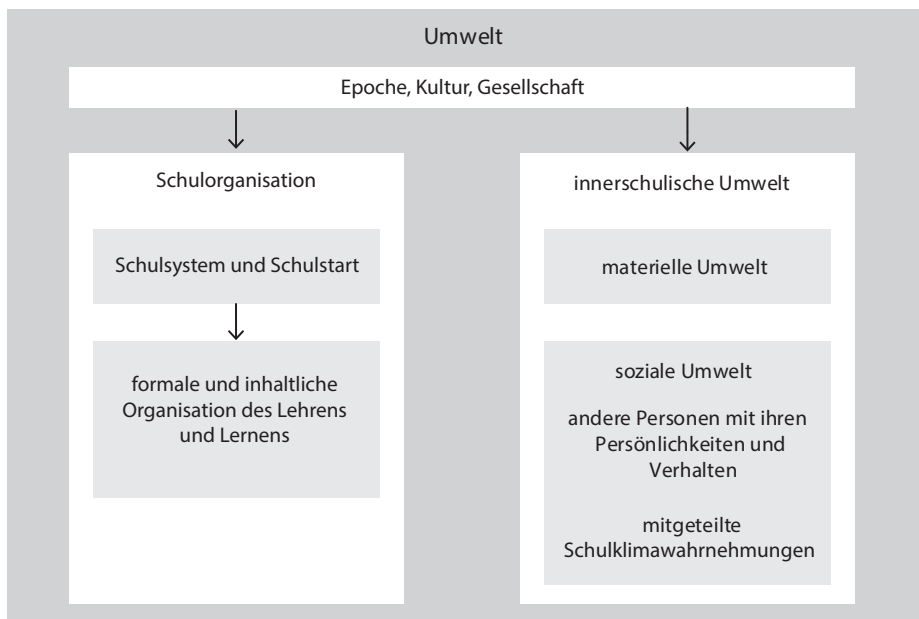 Umwelt
Epoche, Kultur, Gesellschaft
Schulorganisation
Schulsystem und Schulstart
formale und inhaltliche
Organisation des Lehrens
und Lernens
innerschulische Umwelt
materielle Umwelt
soziale Umwelt
andere Personen mit ihren
Persönlichkeiten und
Verhalten
mitgeteilte
Schulklimawahrnehmungen